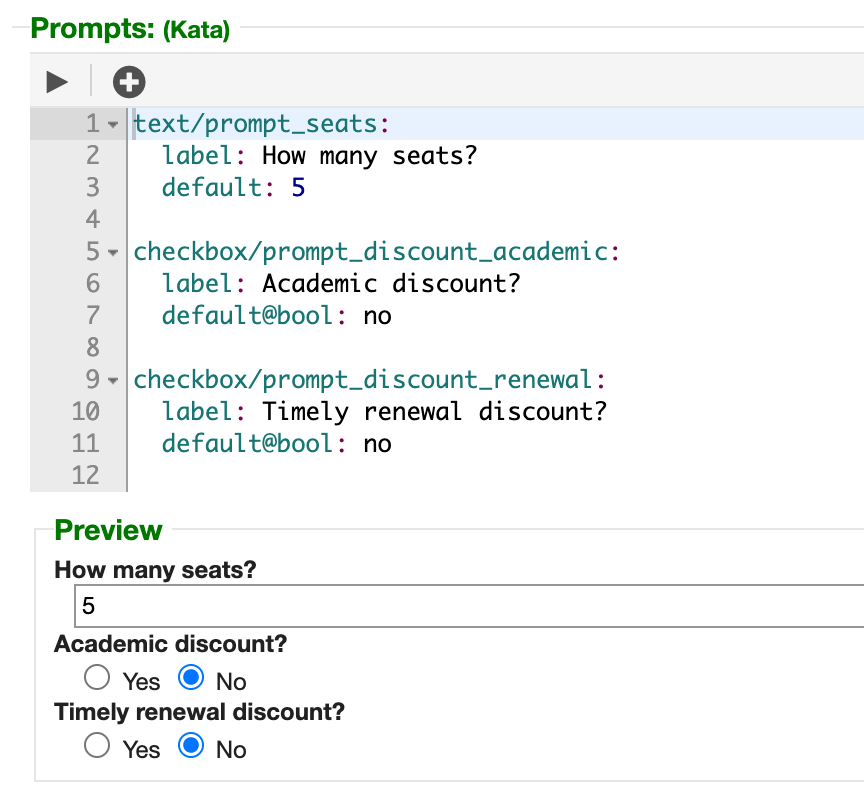 Prompts: (Kata)
1 text/prompt_seats:
2 label: How many seats?
3 default: 5
4
5 checkbox/prompt_discount_academic:
6 label: Academic discount?
7 default@bool: no
8
9 checkbox/prompt_discount_renewal:
10 label: Timely renewal discount?
11 default@bool: no
12
Preview
How many seats?
5
Academic discount?
Yes No
Timely renewal discount?
Yes No